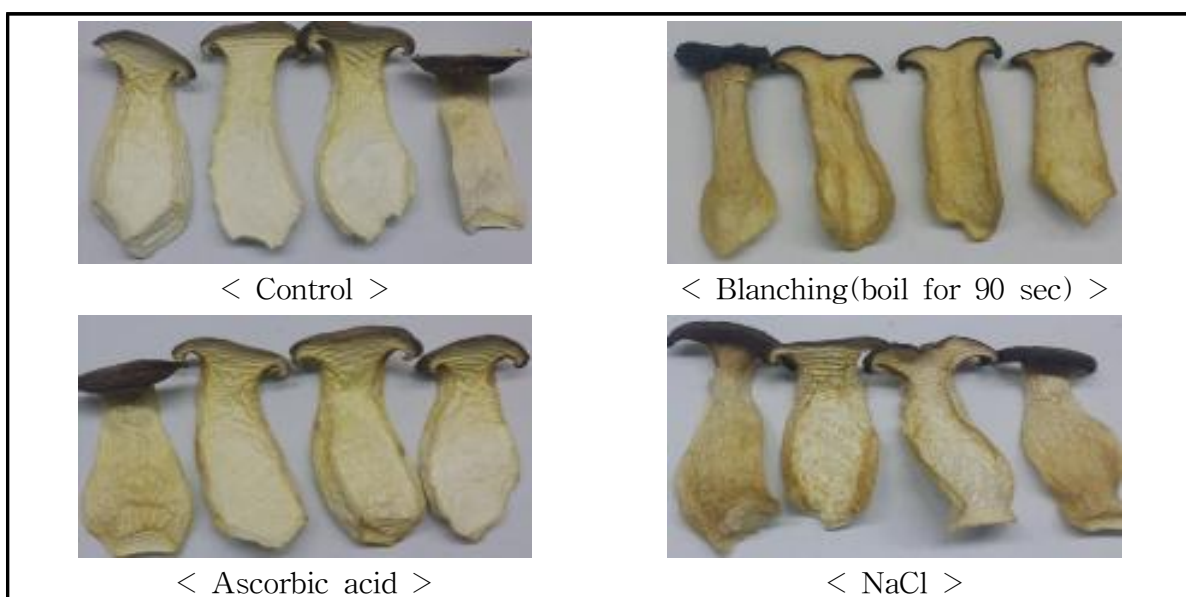 < Control >
< Blanching(boil for 90 sec) >
< Ascorbic acid >
< NaCl >